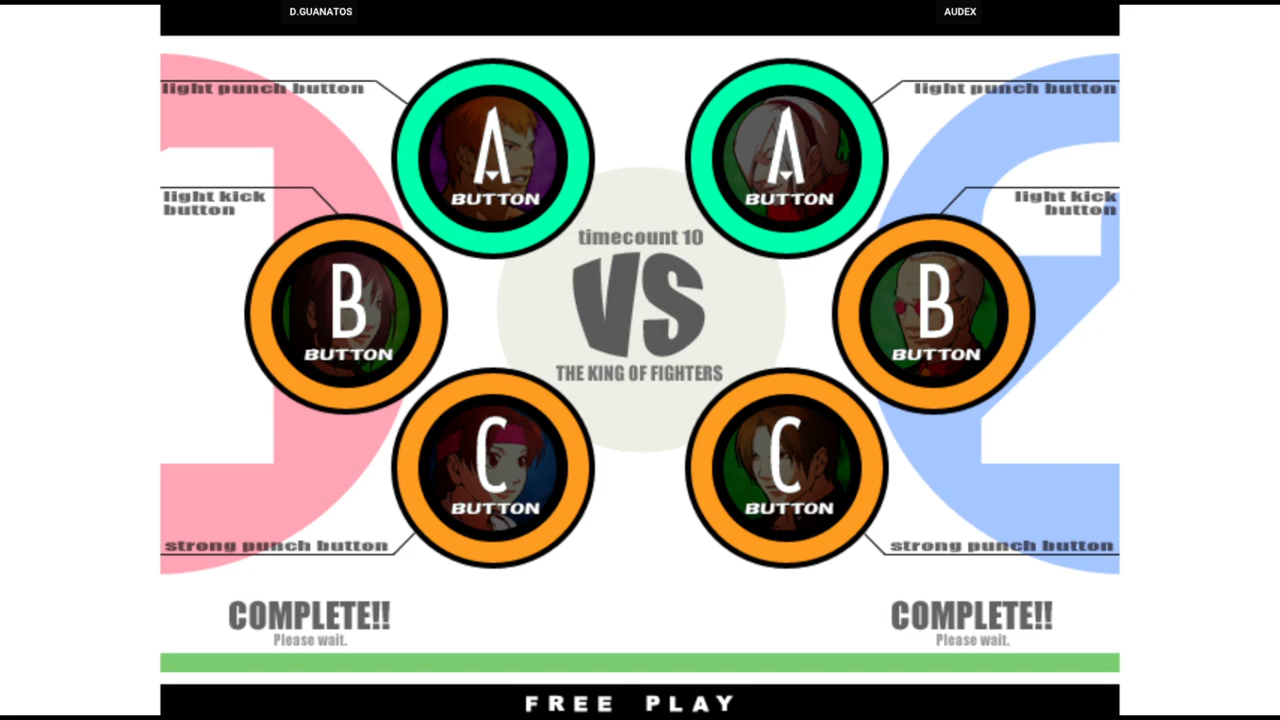 D.GUANATOS
AUDEX
light punch button
A
BUTTON
A
BUTTON
light punch button
light kick
button
B
BUTTON
timecount 10
VS
THE KING OF FIGHTERS
light kick
button
B
BUTTON
C
BUTTON
C
BUTTON
strong punch button
strong punch button
COMPLETE!!
Please wait.
COMPLETE!!
Please wait.
FREE PLAY
1
2